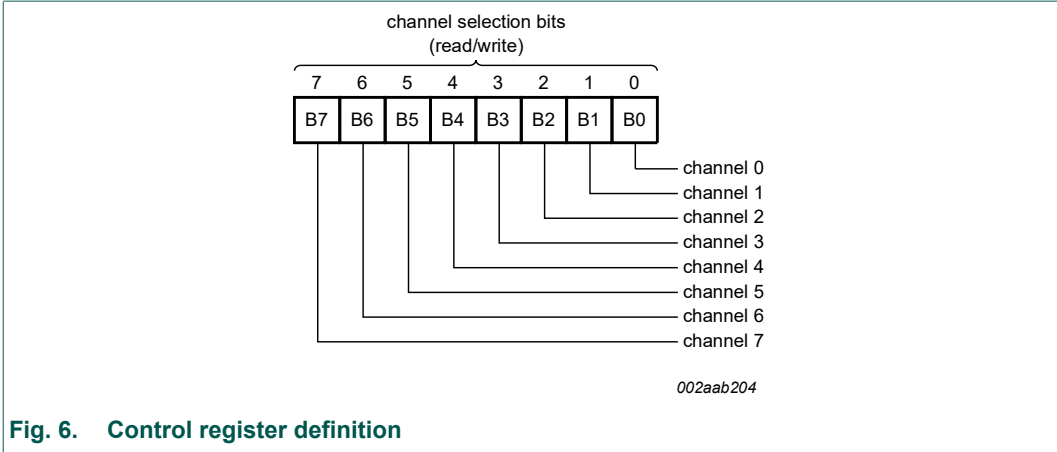 channel selection bits
(read/write)
7 6 5 4 3 2 1 0
B7 B6 B5 B4 B3 B2 B1 B0
channel 0
channel 1
channel 2
channel 3
channel 4
channel 5
channel 6
channel 7
002aab204
Fig. 6. Control register definition